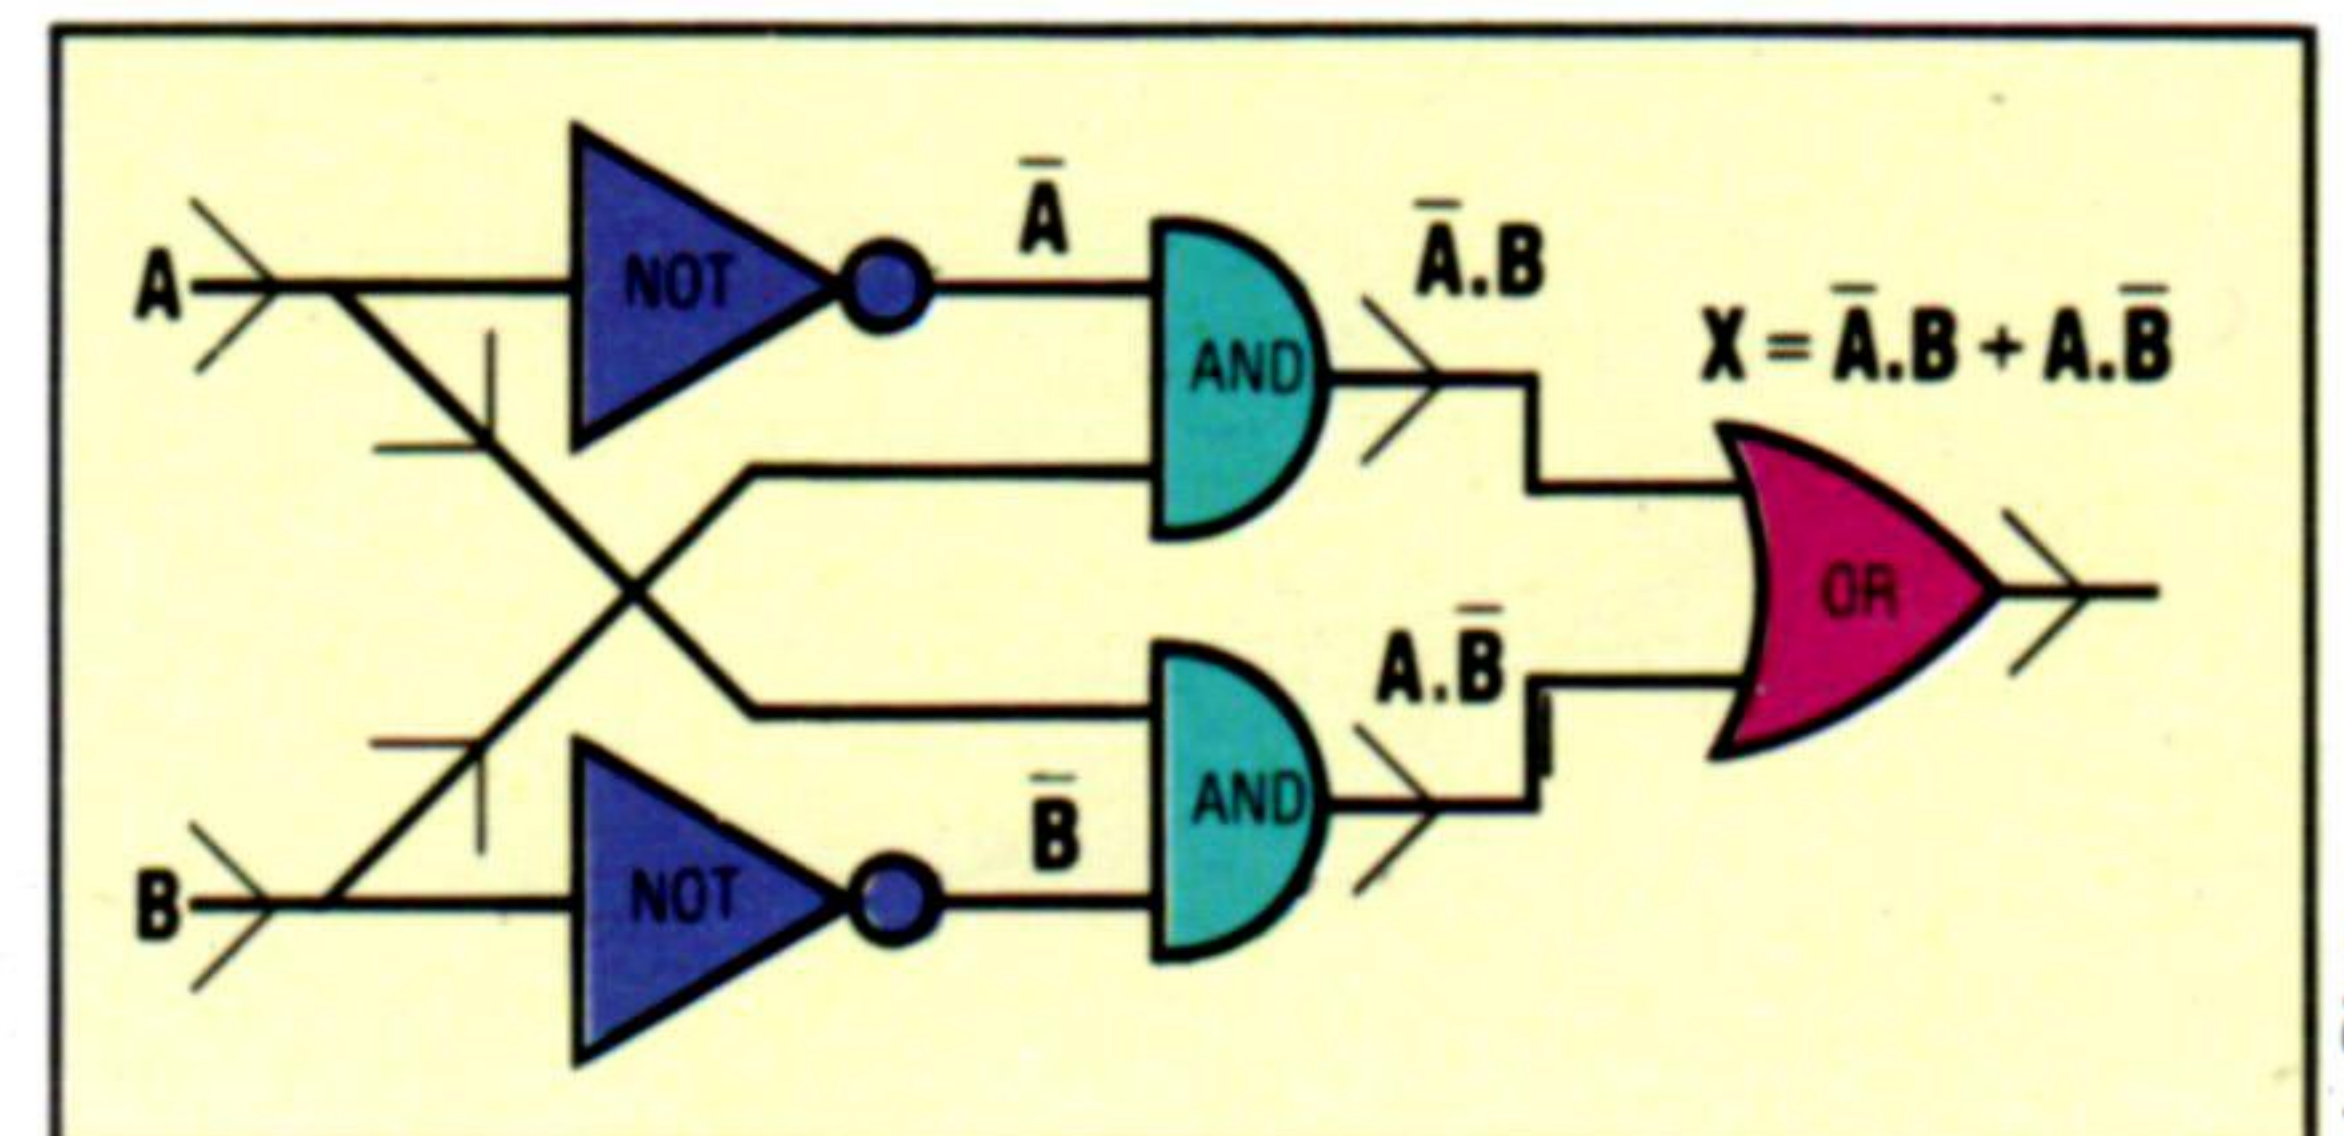 A
NOT
A̅
AND
A̅.B
X = A̅.B + A.B̅
OR
A.B̅
B
NOT
B̅
AND